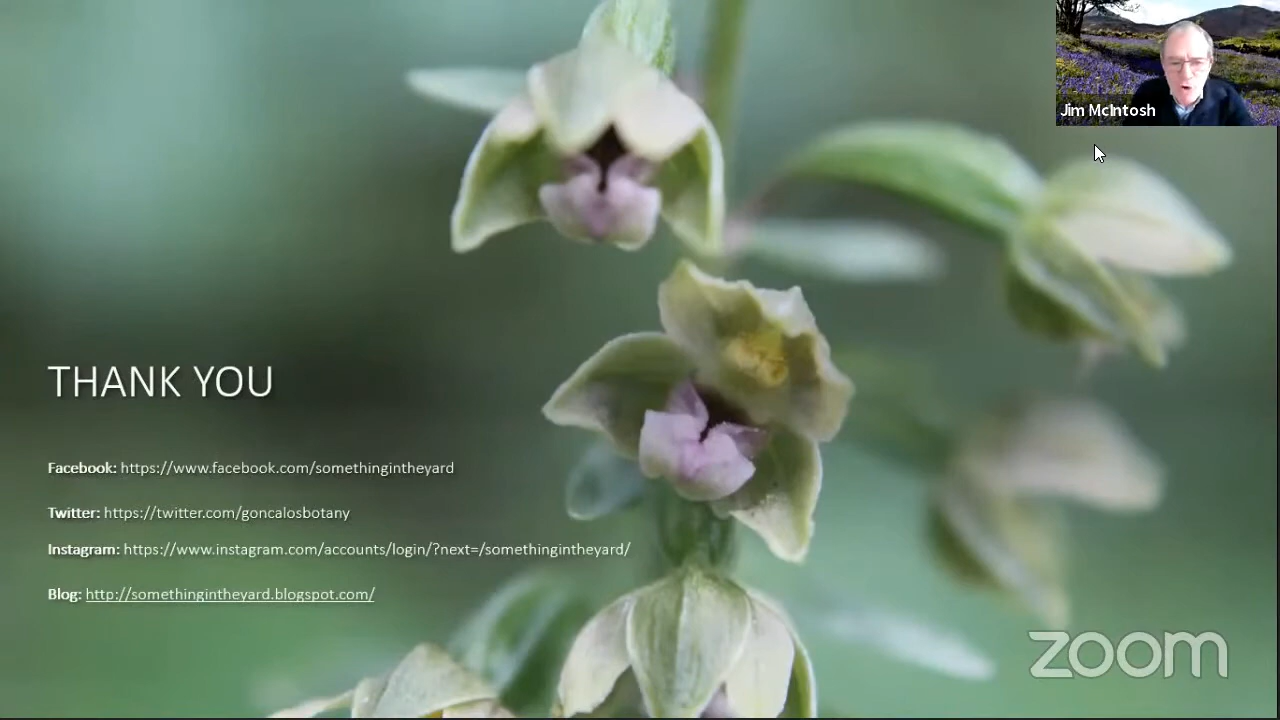 Jim McIntosh
THANK YOU
Facebook: https://www.facebook.com/somethingintheyard
Twitter: https://twitter.com/goncalosbotany
Instagram: https://www.instagram.com/accounts/login/?next=/somethingintheyard/
Blog: http://somethingintheyard.blogspot.com/
zoom